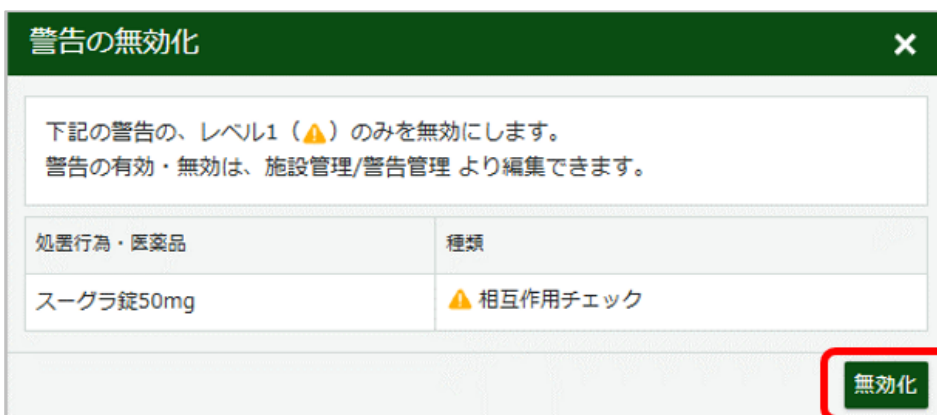 警告の無効化
下記の警告の、レベル1（⚠）のみを無効にします。
警告の有効・無効は、施設管理/警告管理 より編集できます。
処置行為・医薬品 種類
スーグラ錠50mg ⚠ 相互作用チェック
無効化